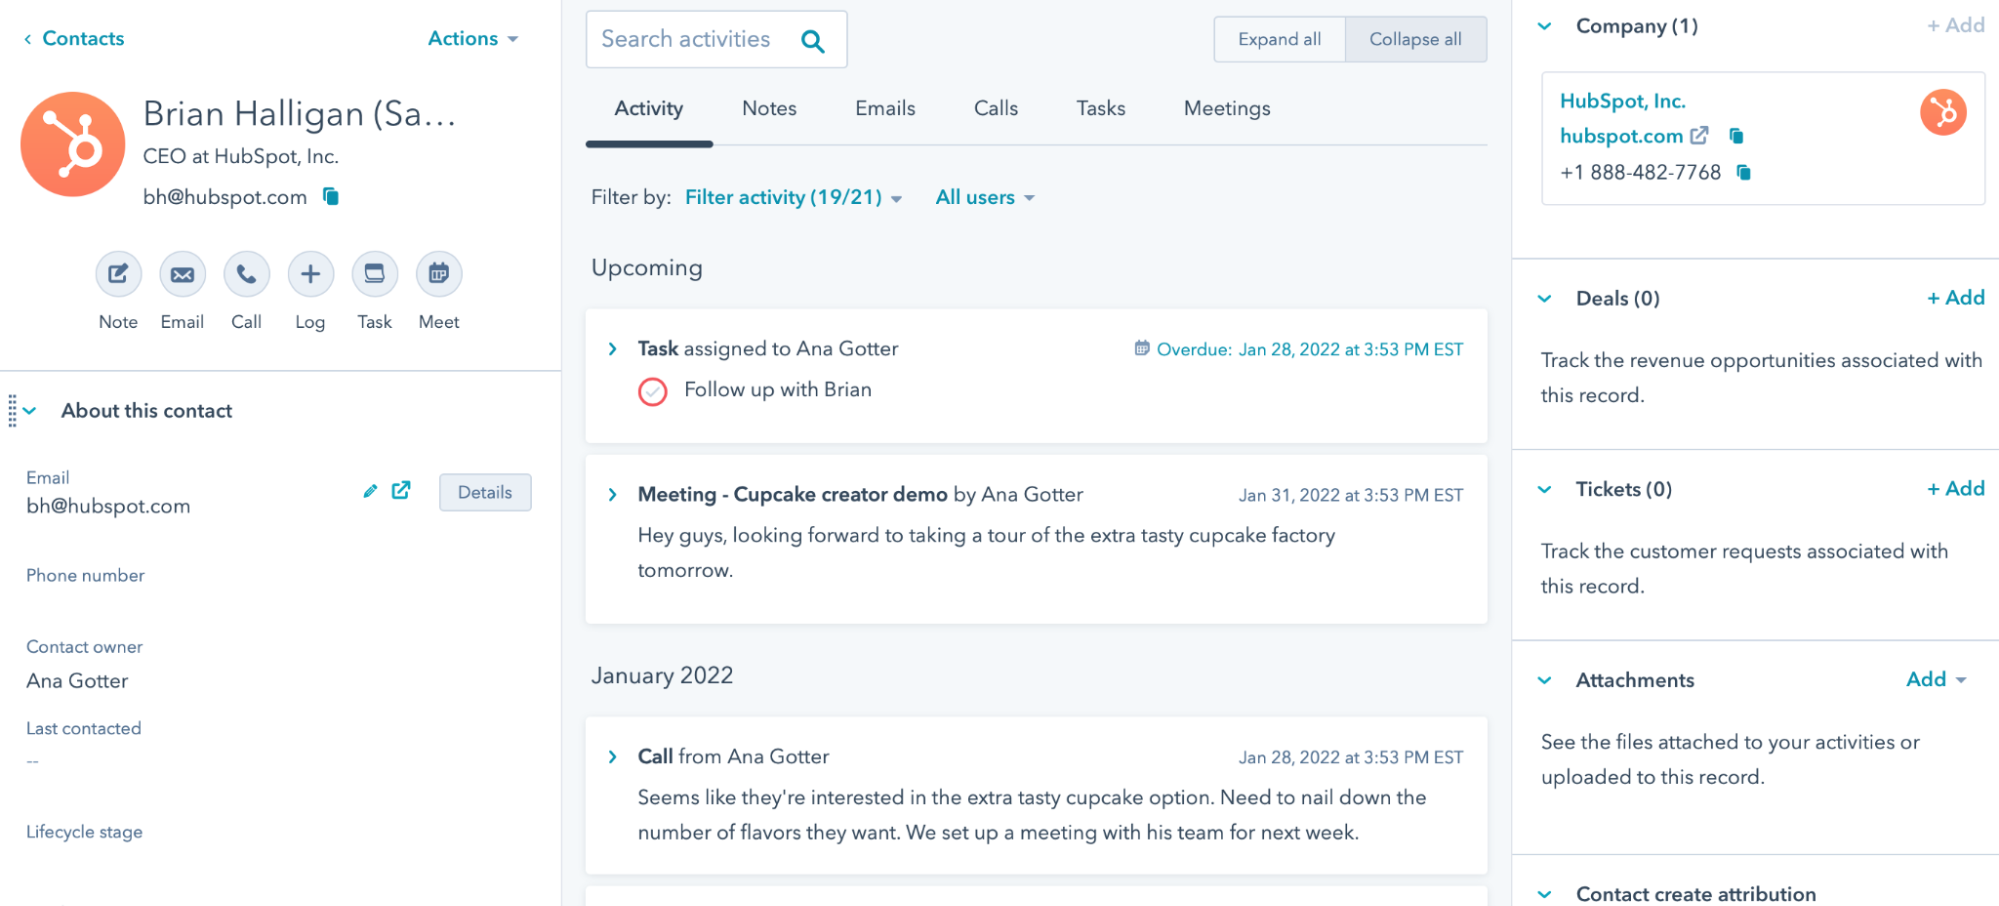 Contacts
Actions
Brian Halligan (Sa...
CEO at HubSpot, Inc.
bh@hubspot.com
Note Email Call Log Task Meet
About this contact
Email
bh@hubspot.com
Details
Phone number
Contact owner
Ana Gotter
Last contacted
--
Lifecycle stage
Search activities
Expand all Collapse all
Activity Notes Emails Calls Tasks Meetings
Filter by: Filter activity (19/21) All users
Upcoming
Task assigned to Ana Gotter Overdue: Jan 28, 2022 at 3:53 PM EST
Follow up with Brian
Meeting - Cupcake creator demo by Ana Gotter Jan 31, 2022 at 3:53 PM EST
Hey guys, looking forward to taking a tour of the extra tasty cupcake factory
tomorrow.
January 2022
Call from Ana Gotter Jan 28, 2022 at 3:53 PM EST
Seems like they're interested in the extra tasty cupcake option. Need to nail down the
number of flavors they want. We set up a meeting with his team for next week.
Company (1) + Add
HubSpot, Inc.
hubspot.com
+1 888-482-7768
Deals (0) + Add
Track the revenue opportunities associated with
this record.
Tickets (0) + Add
Track the customer requests associated with
this record.
Attachments Add
See the files attached to your activities or
uploaded to this record.
Contact create attribution